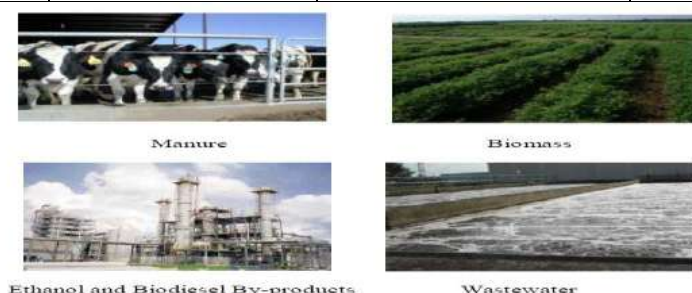 Manure
Biomass
Ethanol and Biodiesel By-products
Wastewater